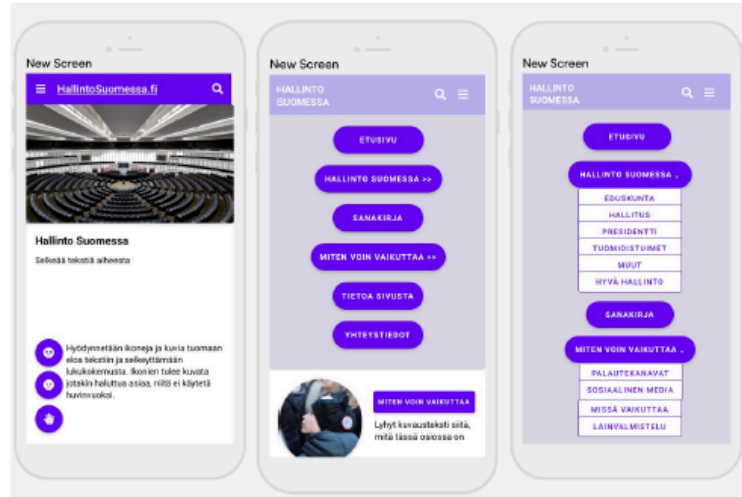 New Screen
HallintoSuomessa.fi
Hallinto Suomessa
Selkeää tekstiä aiheesta
Hyödynnetään ikoneja ja kuvia tuomaan
eloa tekstiin ja selkeyttämään
lukukokemusta. Ikonien tulee kuvata
jotakin haluttua asiaa, niitä ei käytetä
huvinvuoksi.
New Screen
HALLINTO
SUOMESSA
ETUSIVU
HALLINTO SUOMESSA >>
SANAKIRJA
MITEN VOIN VAIKUTTAA >>
TIETOA SIVUSTA
YHTEYSTIEDOT
MITEN VOIN VAIKUTTAA
Lyhyt kuvausteksti siitä,
mitä tässä osiossa on
New Screen
HALLINTO
SUOMESSA
ETUSIVU
HALLINTO SUOMESSA
EDUSKUNTA
HALLITUS
PRESIDENTTI
TUOMIOISTUIMET
MUUT
HYVÄ HALLINTO
SANAKIRJA
MITEN VOIN VAIKUTTAA
PALAUTEKANAVAT
SOSIAALINEN MEDIA
MISSÄ VAIKUTTAA
LAINVALMISTELU